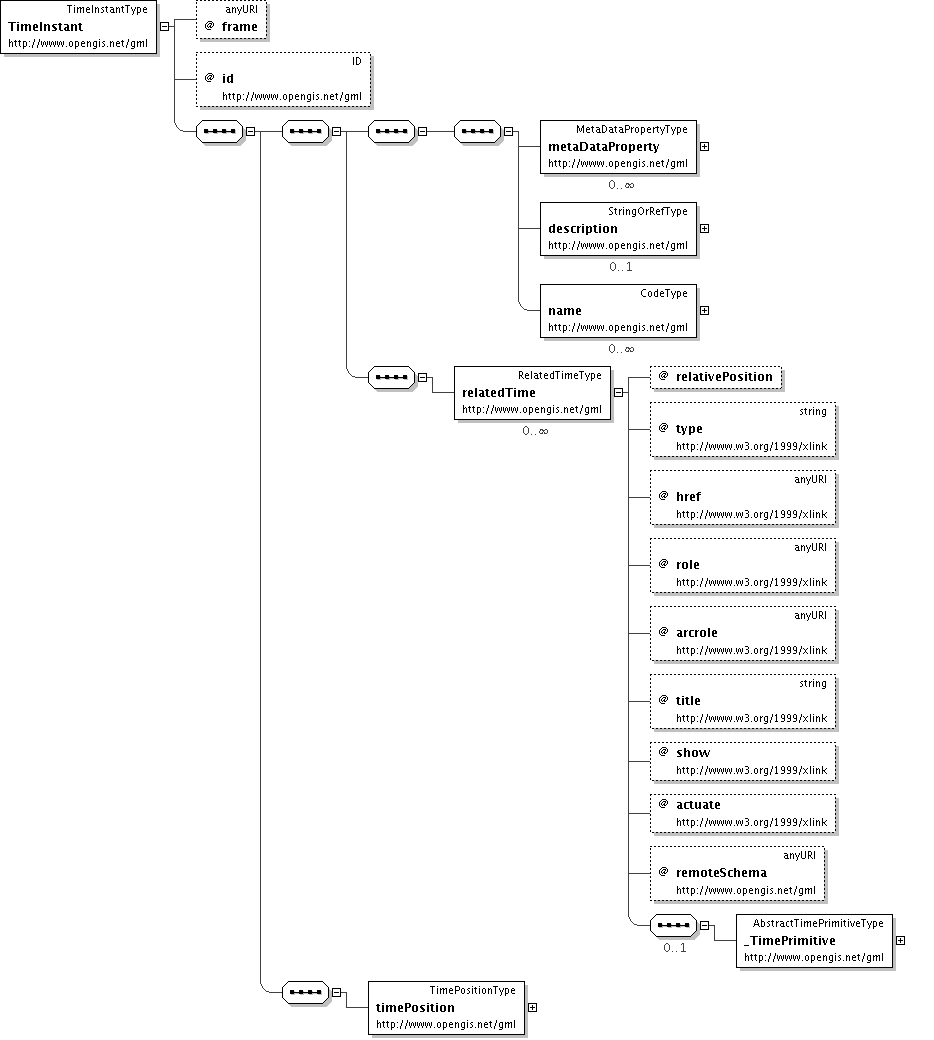 TimeInstantType
TimeInstant
http://www.opengis.net/gml
anyURI
@ frame
ID
@ id
http://www.opengis.net/gml
MetaDataPropertyType
metaDataProperty
http://www.opengis.net/gml
0..∞
StringOrRefType
description
http://www.opengis.net/gml
0..1
CodeType
name
http://www.opengis.net/gml
0..∞
RelatedTimeType
relatedTime
http://www.opengis.net/gml
0..∞
@ relativePosition
string
@ type
http://www.w3.org/1999/xlink
anyURI
@ href
http://www.w3.org/1999/xlink
anyURI
@ role
http://www.w3.org/1999/xlink
anyURI
@ arcrole
http://www.w3.org/1999/xlink
string
@ title
http://www.w3.org/1999/xlink
@ show
http://www.w3.org/1999/xlink
@ actuate
http://www.w3.org/1999/xlink
anyURI
@ remoteSchema
http://www.opengis.net/gml
0..1
AbstractTimePrimitiveType
_TimePrimitive
http://www.opengis.net/gml
TimePositionType
timePosition
http://www.opengis.net/gml